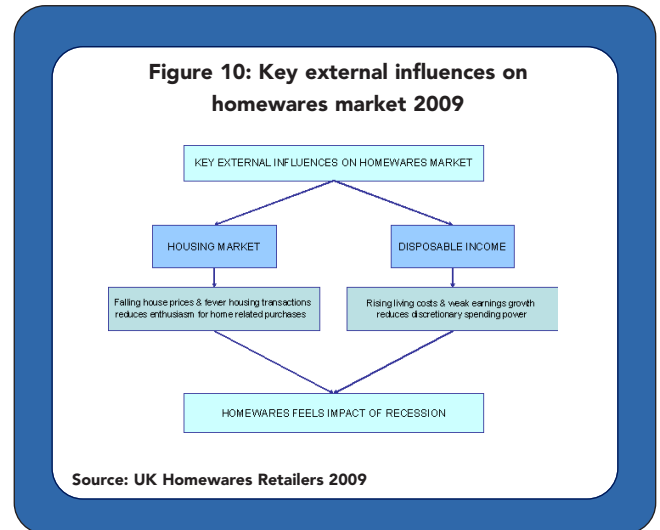 Figure 10: Key external influences on
homewares market 2009
KEY EXTERNAL INFLUENCES ON HOMEWARES MARKET
HOUSING MARKET
DISPOSABLE INCOME
Falling house prices & fever housing transactions
reduces enthusiasm for home related purchases
Rising living costs & weak earnings growth
reduces discretionary spending power
HOMEWARES FEELS IMPACT OF RECESSION
Source: UK Homewares Retailers 2009